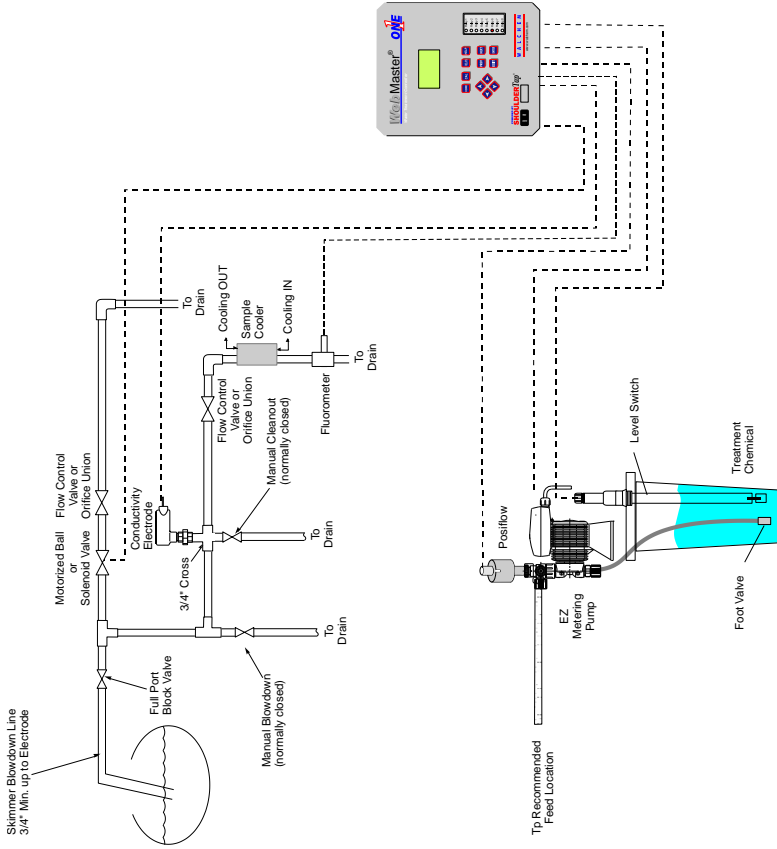 Skimmer Blowdown Line
3/4" Min. up to Electrode
Full Port
Block Valve
Manual Blowdown
(normally closed)
Motorized Ball
or
Solenoid Valve
Flow Control
Valve or
Orifice Union
To
Drain
Conductivity
Electrode
3/4" Cross
To
Drain
Manual Cleanout
(normally closed)
To
Drain
Flow Control
Valve or
Orifice Union
Cooling OUT
Sample
Cooler
Cooling IN
Fluorometer
To
Drain
WebMaster®
ONE
SHOULDERTap
WALCHEM
Tp Recommended
Feed Location
Posiflow
EZ
Metering
Pump
Level Switch
Treatment
Chemical
Foot Valve